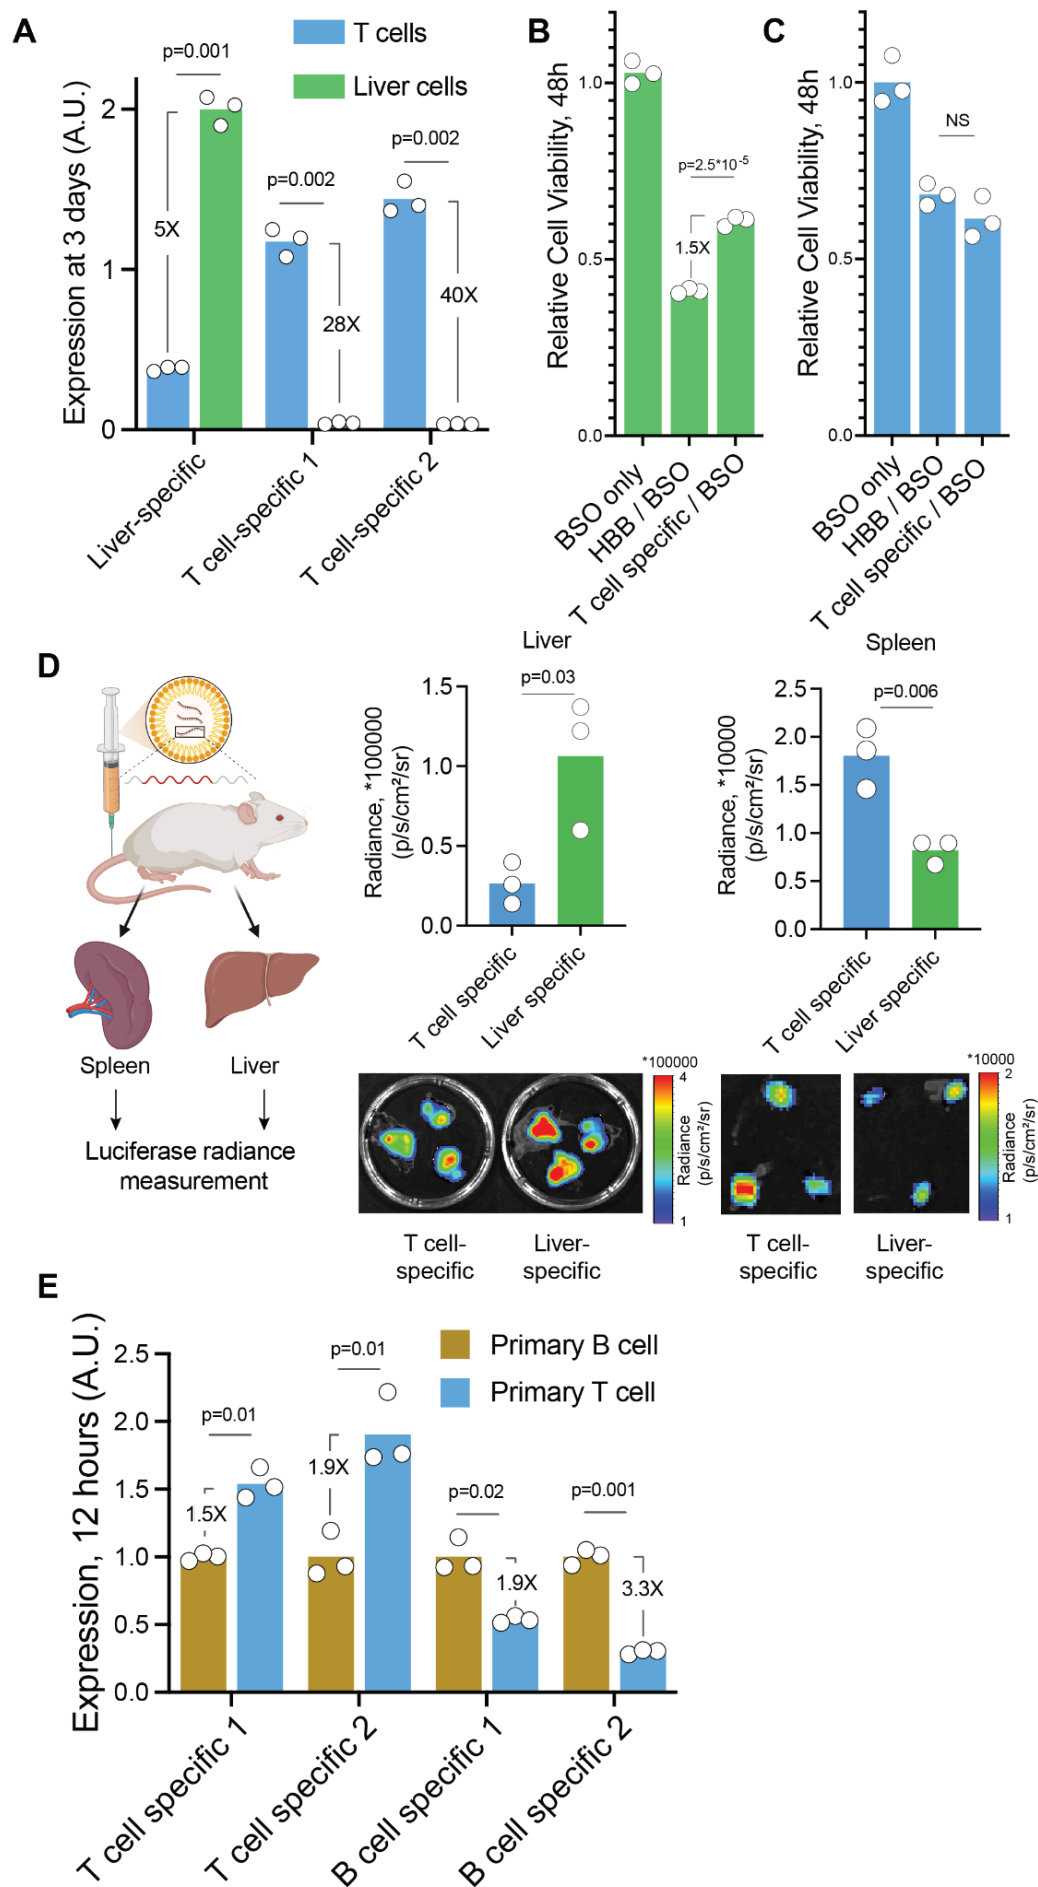 A
T cells
Liver cells
p=0.001
p=0.002
p=0.002
5X
28X
40X
Expression at 3 days (A.U.)
2
1
0
Liver-specific
T cell-specific 1
T cell-specific 2
B
Relative Cell Viability, 48h
1.0
0.5
0.0
p=2.5*10-5
1.5X
BSO only
HBB / BSO
T cell specific / BSO
C
Relative Cell Viability, 48h
1.0
0.5
0.0
NS
BSO only
HBB / BSO
T cell specific / BSO
D
Spleen
Liver
Luciferase radiance
measurement
Liver
p=0.03
Radiance, *100000
(p/s/cm²/sr)
1.5
1.0
0.5
0.0
T cell specific
Liver specific
Spleen
p=0.006
Radiance, *10000
(p/s/cm²/sr)
2.5
2.0
1.5
1.0
0.5
0.0
T cell specific
Liver specific
*100000
4
Radiance
(p/s/cm²/sr)
1
T cell-
specific
Liver-
specific
*10000
2
Radiance
(p/s/cm²/sr)
1
T cell-
specific
Liver-
specific
E
Primary B cell
Primary T cell
Expression, 12 hours (A.U.)
2.5
2.0
1.5
1.0
0.5
0.0
p=0.01
p=0.01
p=0.02
p=0.001
1.5X
1.9X
1.9X
3.3X
T cell specific 1
T cell specific 2
B cell specific 1
B cell specific 2